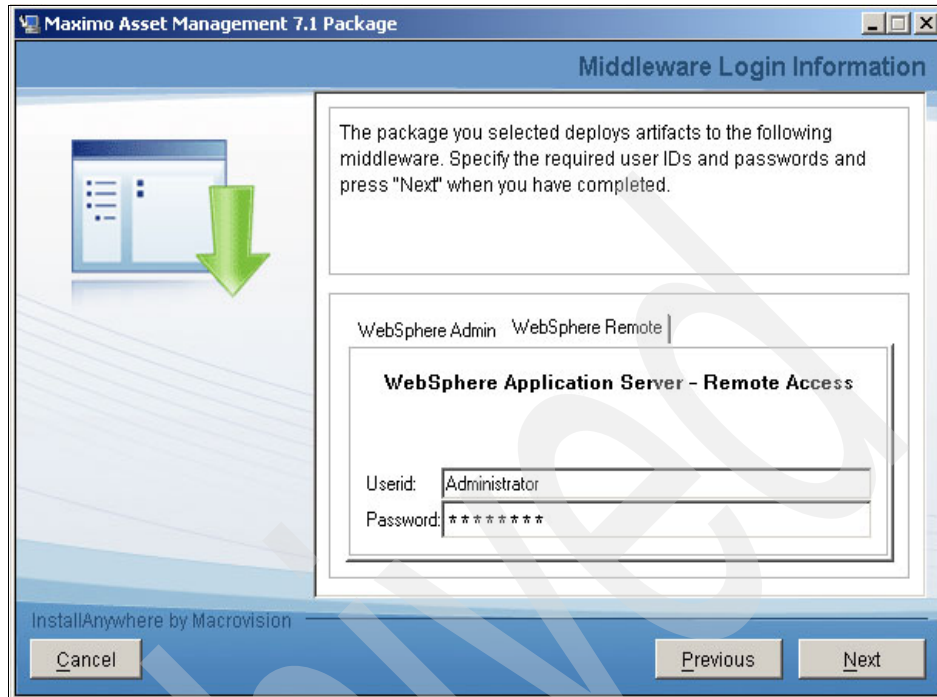 Maximo Asset Management 7.1 Package
Middleware Login Information
The package you selected deploys artifacts to the following
middleware. Specify the required user IDs and passwords and
press "Next" when you have completed.
WebSphere Admin WebSphere Remote
WebSphere Application Server - Remote Access
Userid: Administrator
Password: ********
InstallAnywhere by Macrovision
Cancel Previous Next